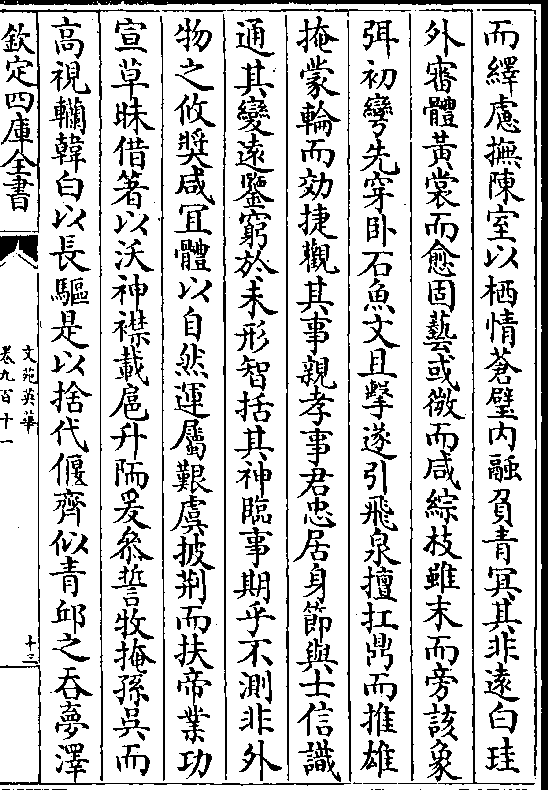 而繹慮撫陳室以栖情蒼璧内融負青冥其非遠白珪
外審體黃裳而愈固藝或微而咸綜枝雖末而旁該象
弭初彎先穿卧石魚文且擊遂引飛泉擅扛鼎而推雄
掩蒙輪而効捷觀其事親孝事君忠居身節與士信識
通其變遠鑒窮於未形智括其神臨事期乎不測非外
物之攸奬咸冝體以自然運屬艱虞披荆而扶帝業功
宣草昧借箸以沃神襟載扈升陑爰叅誓牧掩孫吳而
高視轥韓白以長驅是以捨代偃齊似青邱之吞夢澤
欽定四庫全書
文苑英華
卷九百十一
十三